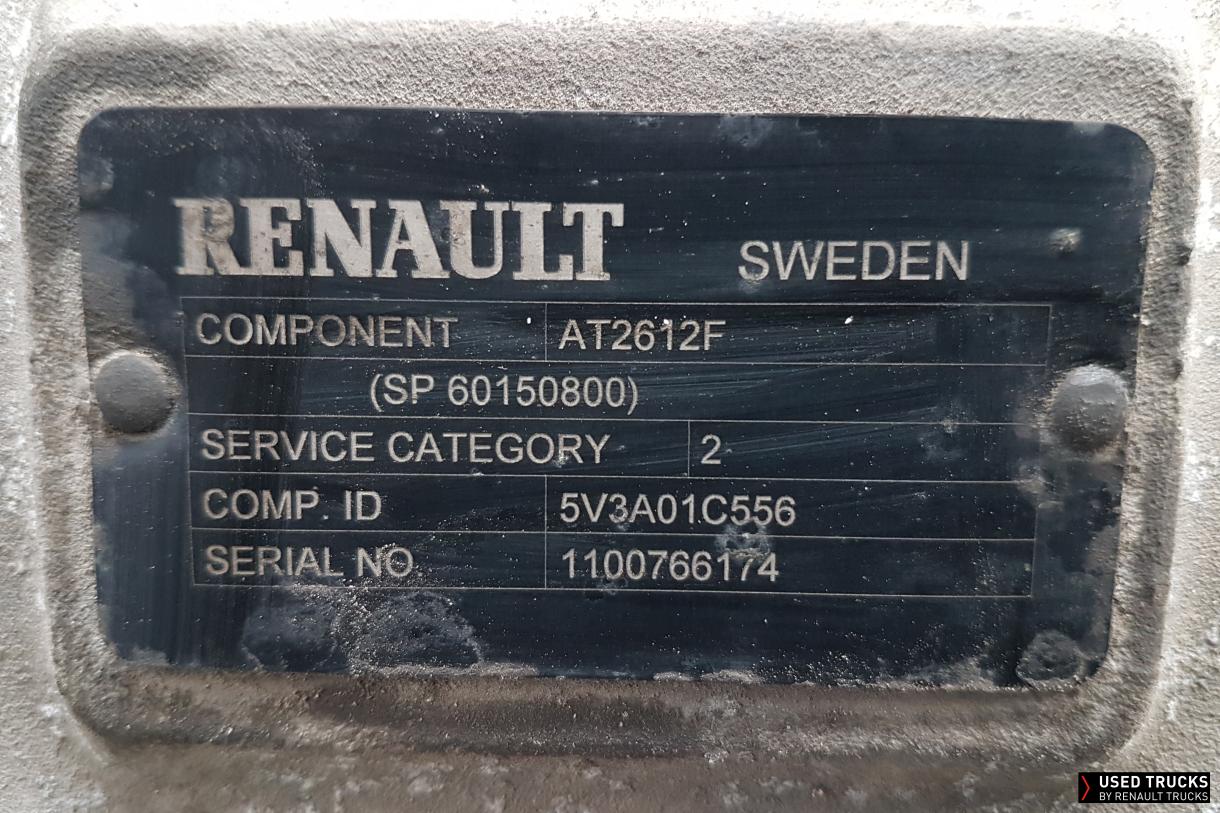 RENAULT SWEDEN
COMPONENT AT2612F
(SP 60150800)
SERVICE CATEGORY 2
COMP. ID 5V3A01C556
SERIAL NO 1100766174
USED TRUCKS
BY RENAULT TRUCKS